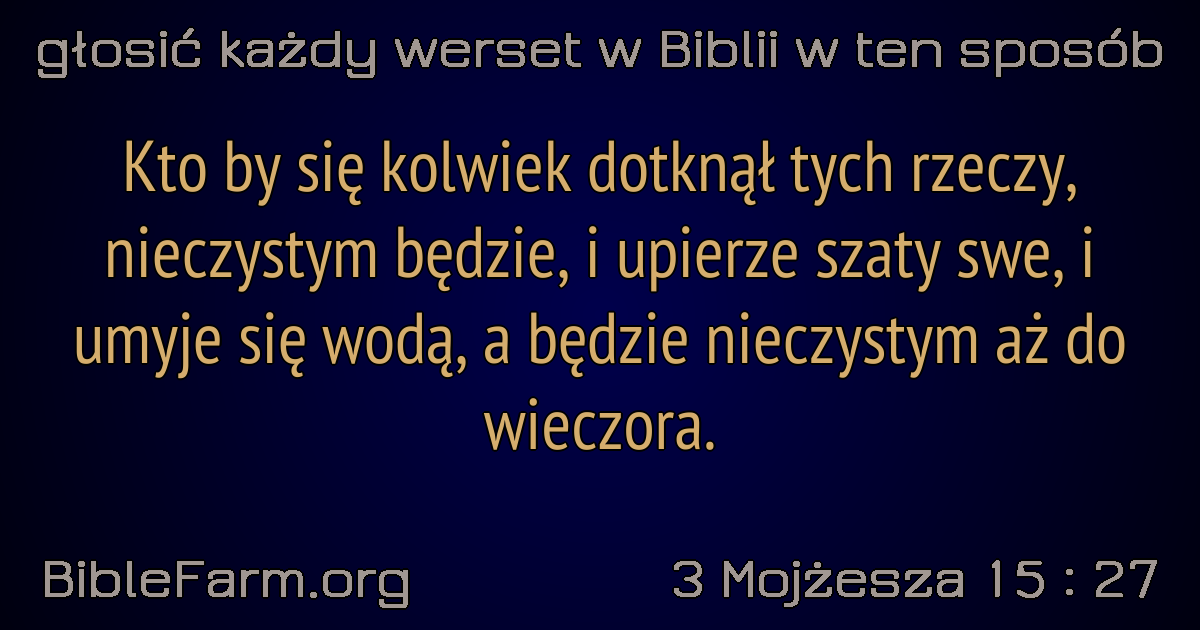 głosić każdy werset w Biblii w ten sposób
Kto by się kolwiek dotknął tych rzeczy,
nieczystym będzie, i upierze szaty swe, i
umyje się wodą, a będzie nieczystym aż do
wieczora.
BibleFarm.org
3 Mojżesza 15 : 27